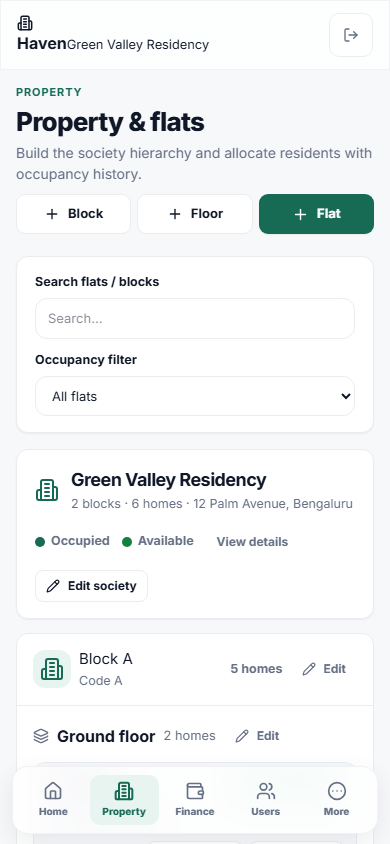 HavenGreen Valley Residency
PROPERTY
Property & flats
Build the society hierarchy and allocate residents with
occupancy history.
Block
Floor
Flat
Search flats / blocks
Search...
Occupancy filter
All flats
Green Valley Residency
2 blocks · 6 homes · 12 Palm Avenue, Bengaluru
Occupied
Available
View details
Edit society
Block A
Code A
5 homes
Edit
Ground floor
2 homes
Edit
Home
Property
Finance
Users
More